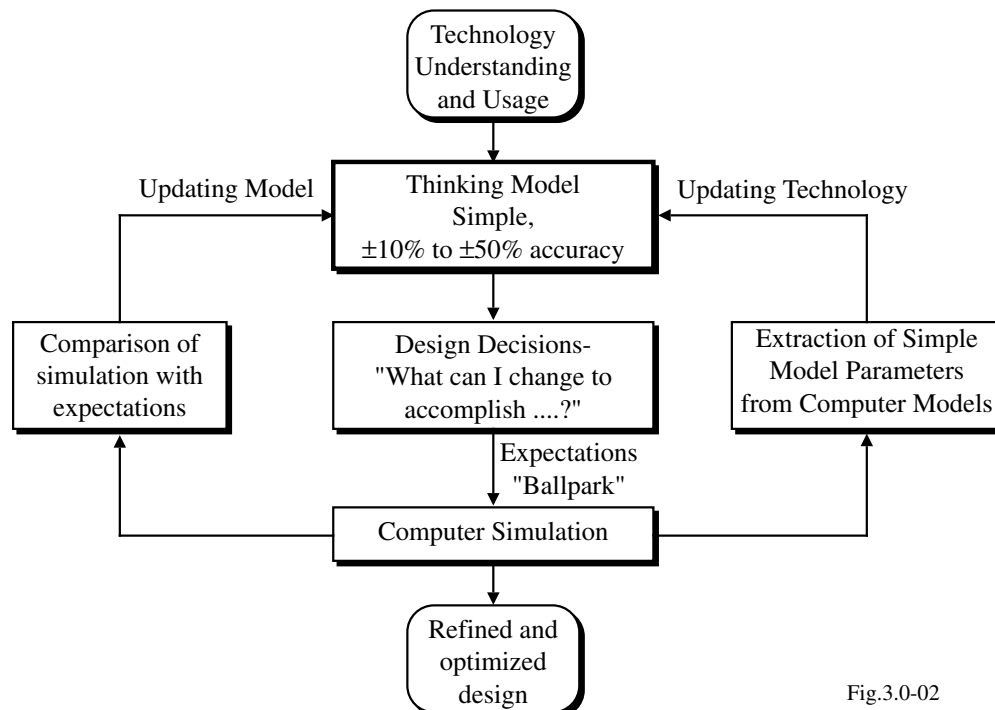 Technology
Understanding
and Usage
Updating Model
Thinking Model
Simple,
±10% to ±50% accuracy
Updating Technology
Comparison of
simulation with
expectations
Design Decisions-
"What can I change to
accomplish ....?"
Extraction of Simple
Model Parameters
from Computer Models
Expectations
"Ballpark"
Computer Simulation
Refined and
optimized
design
Fig.3.0-02